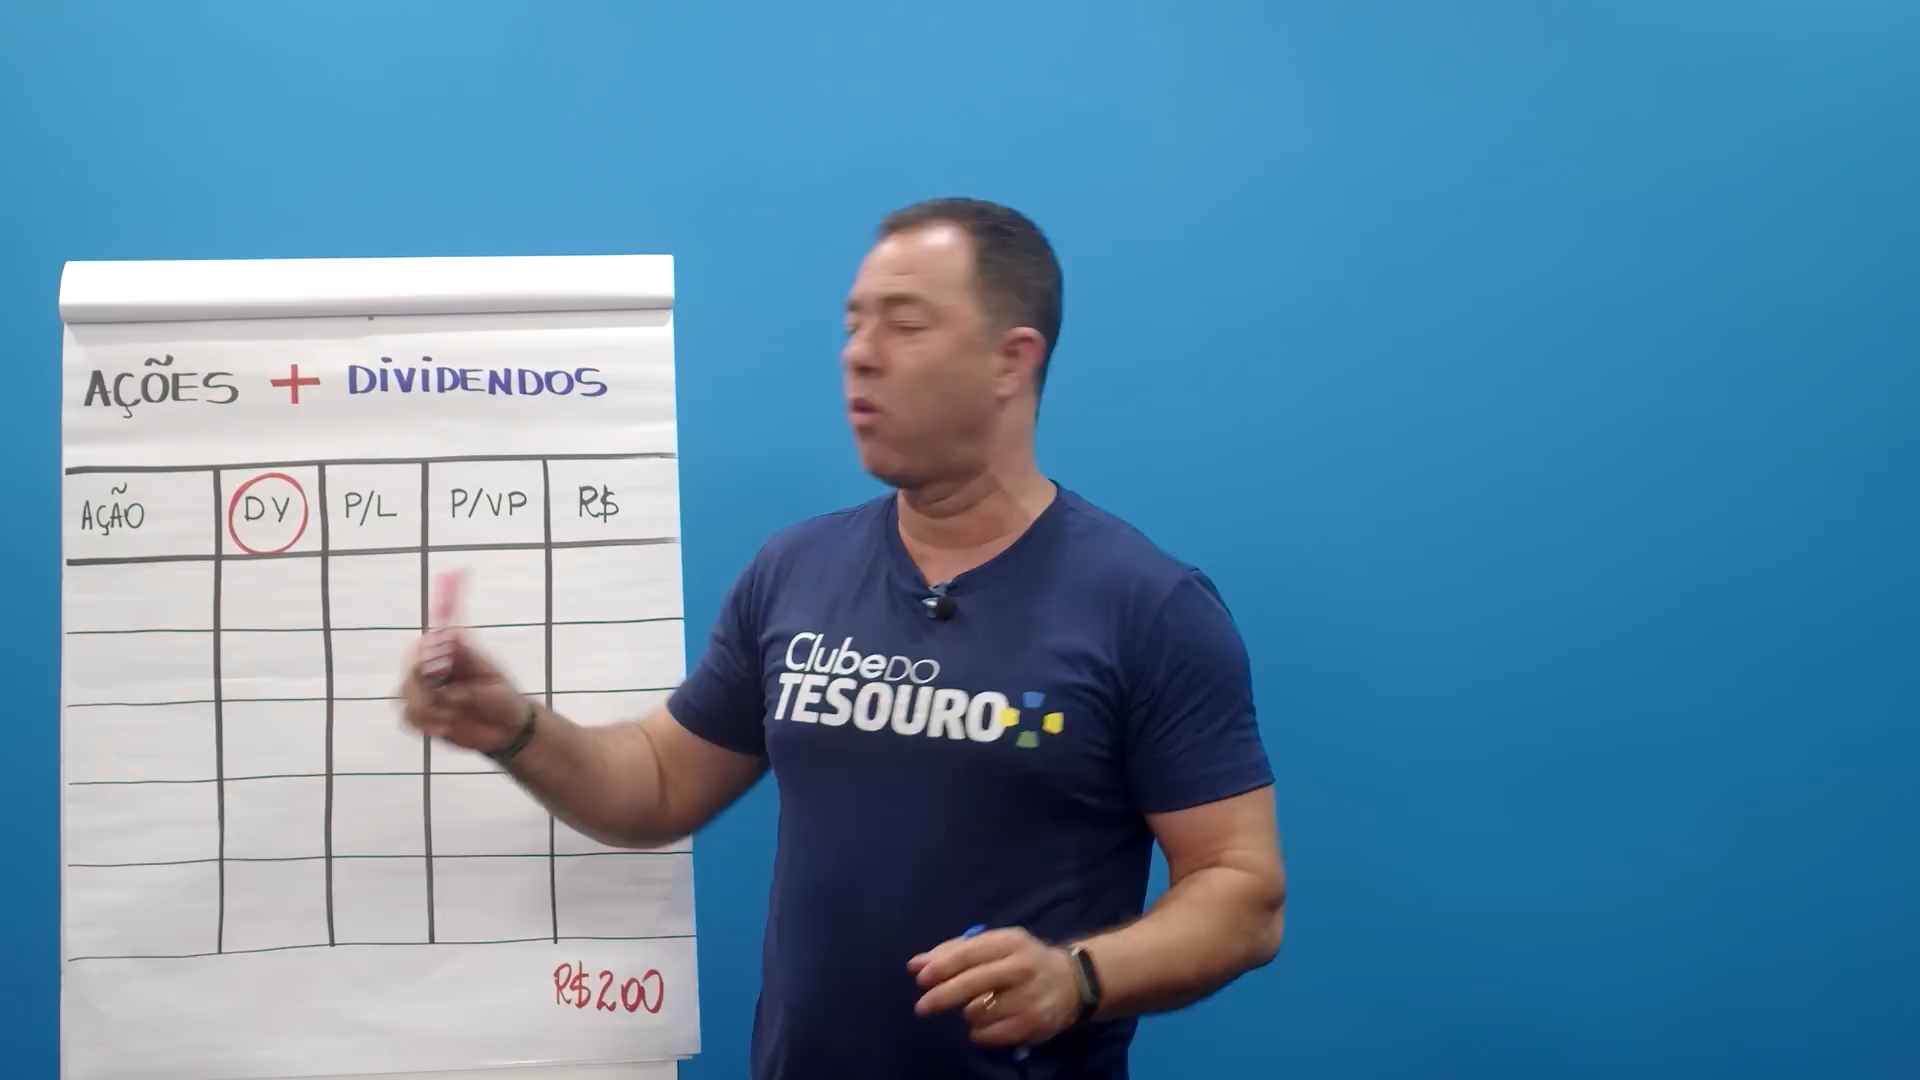 AÇÕES + DIVIDENDOS
AÇÃO DY P/L P/VP R$
R$200
Clube DO
TESOURO